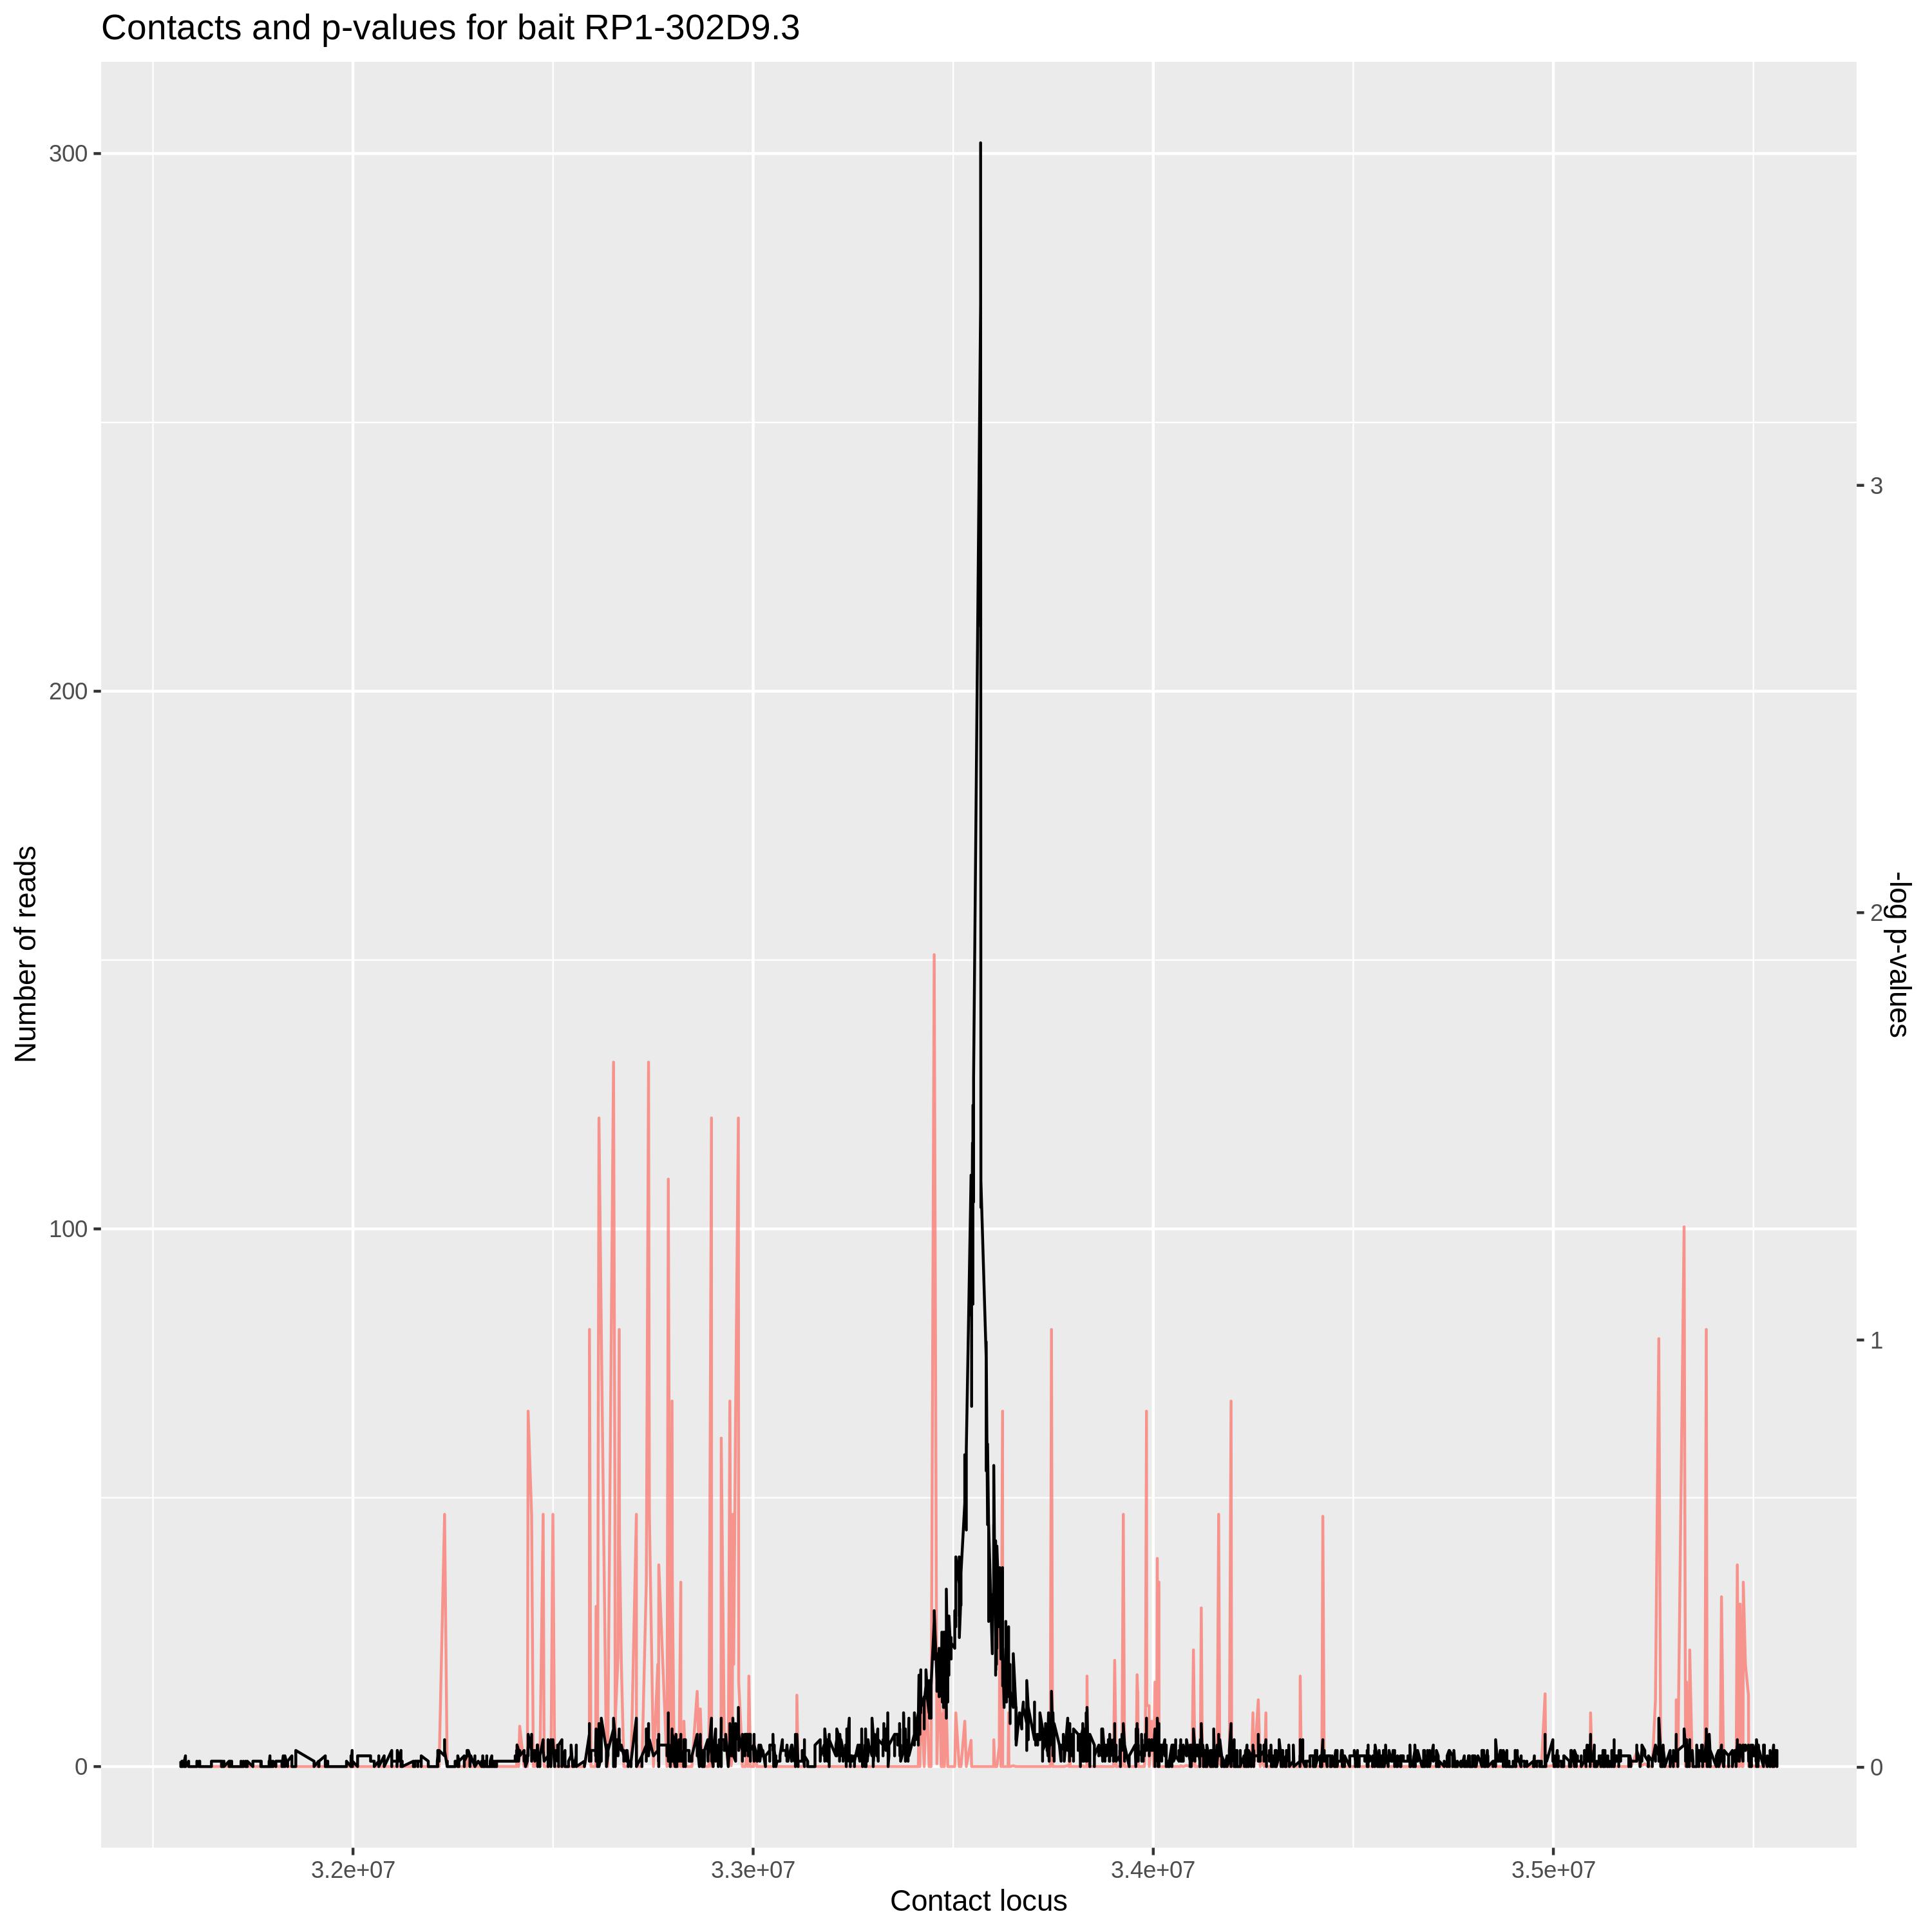 Contacts and p-values for bait RP1-302D9.3
300
200
100
0
Number of reads
3
2
1
0
-log p-values
3.2e+07
3.3e+07
3.4e+07
3.5e+07
Contact locus